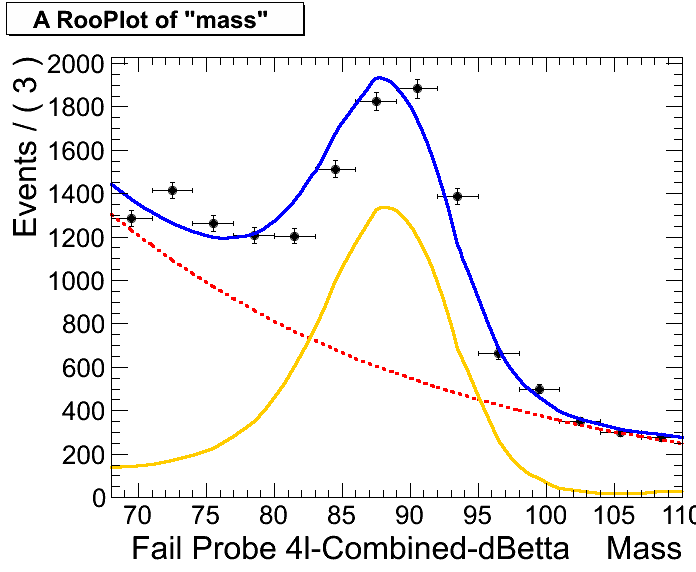 A RooPlot of "mass"
Events / ( 3 )
2000
1800
1600
1400
1200
1000
800
600
400
200
0
70 75 80 85 90 95 100 105 110
Fail Probe 4l-Combined-dBetta Mass